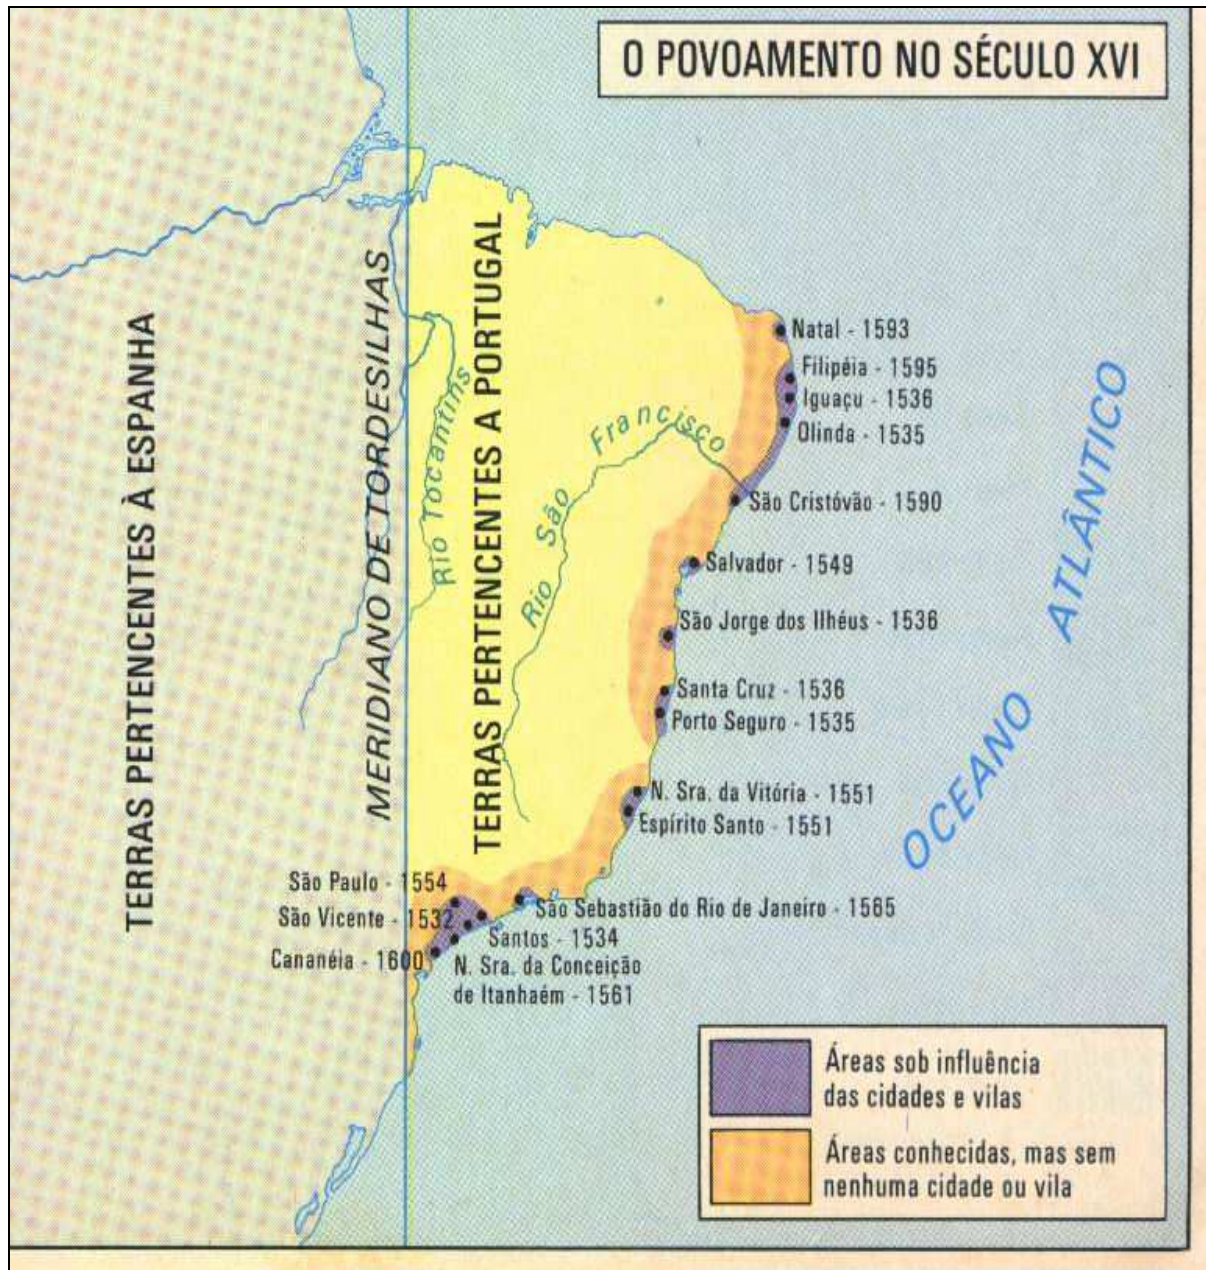 O POVOAMENTO NO SÉCULO XVI
TERRAS PERTENCENTES À ESPANHA
MERIDIANO DE TORDESILHAS
Rio Tocantins
TERRAS PERTENCENTES A PORTUGAL
Rio São Francisco
Natal - 1593
Filipéia - 1595
Iguaçu - 1536
Olinda - 1535
São Cristóvão - 1590
Salvador - 1549
São Jorge dos Ilhéus - 1536
Santa Cruz - 1536
Porto Seguro - 1535
N. Sra. da Vitória - 1551
Espírito Santo - 1551
São Paulo - 1554
São Vicente - 1532
Cananéia - 1600
São Sebastião do Rio de Janeiro - 1565
Santos - 1534
N. Sra. da Conceição
de Itanhaém - 1561
OCEANO ATLÂNTICO
Áreas sob influência
das cidades e vilas
Áreas conhecidas, mas sem
nenhuma cidade ou vila